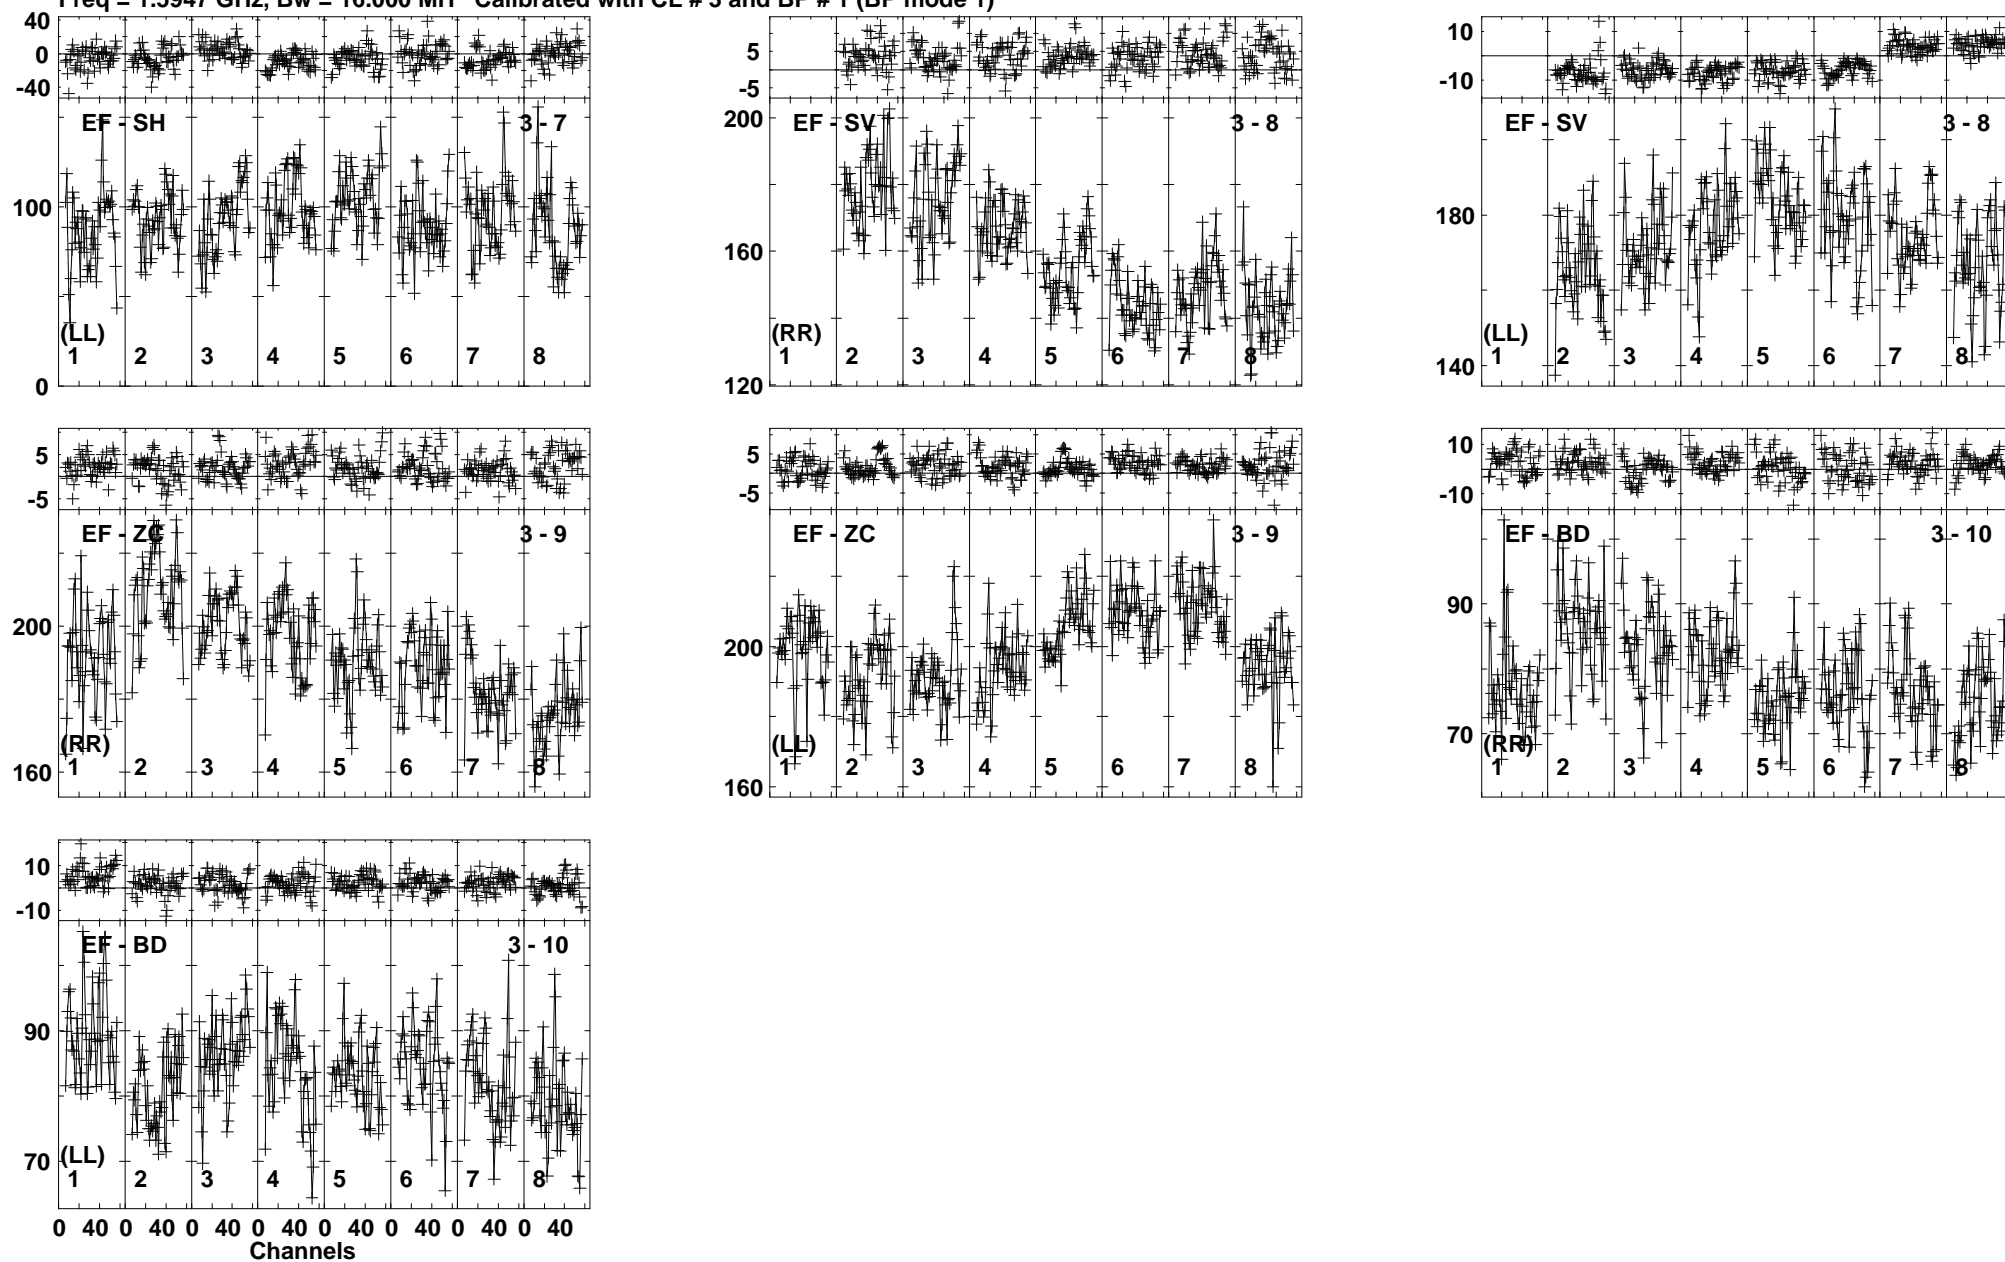 Freq = 1.5947 GHz, Bw = 16.000 MH Calibrated with CL # 3 and BP # 1 (BP mode 1)
40
0
-40
EF - SH 3 - 7
100
(LL)
1 2 3 4 5 6 7 8
0
5
-5
200
EF - SV 3 - 8
160
(RR)
1 2 3 4 5 6 7 8
120
10
-10
EF - SV 3 - 8
180
(LL)
1 2 3 4 5 6 7 8
140
5
-5
EF - ZC 3 - 9
200
(RR)
1 2 3 4 5 6 7 8
160
5
-5
EF - ZC 3 - 9
200
(LL)
1 2 3 4 5 6 7 8
160
10
-10
EF - BD 3 - 10
90
70
(RR)
1 2 3 4 5 6 7 8
10
-10
EF - BD 3 - 10
90
70
(LL)
1 2 3 4 5 6 7 8
0 40 0 40 0 40 0 40 0 40 0 40 0 40 0 40
Channels